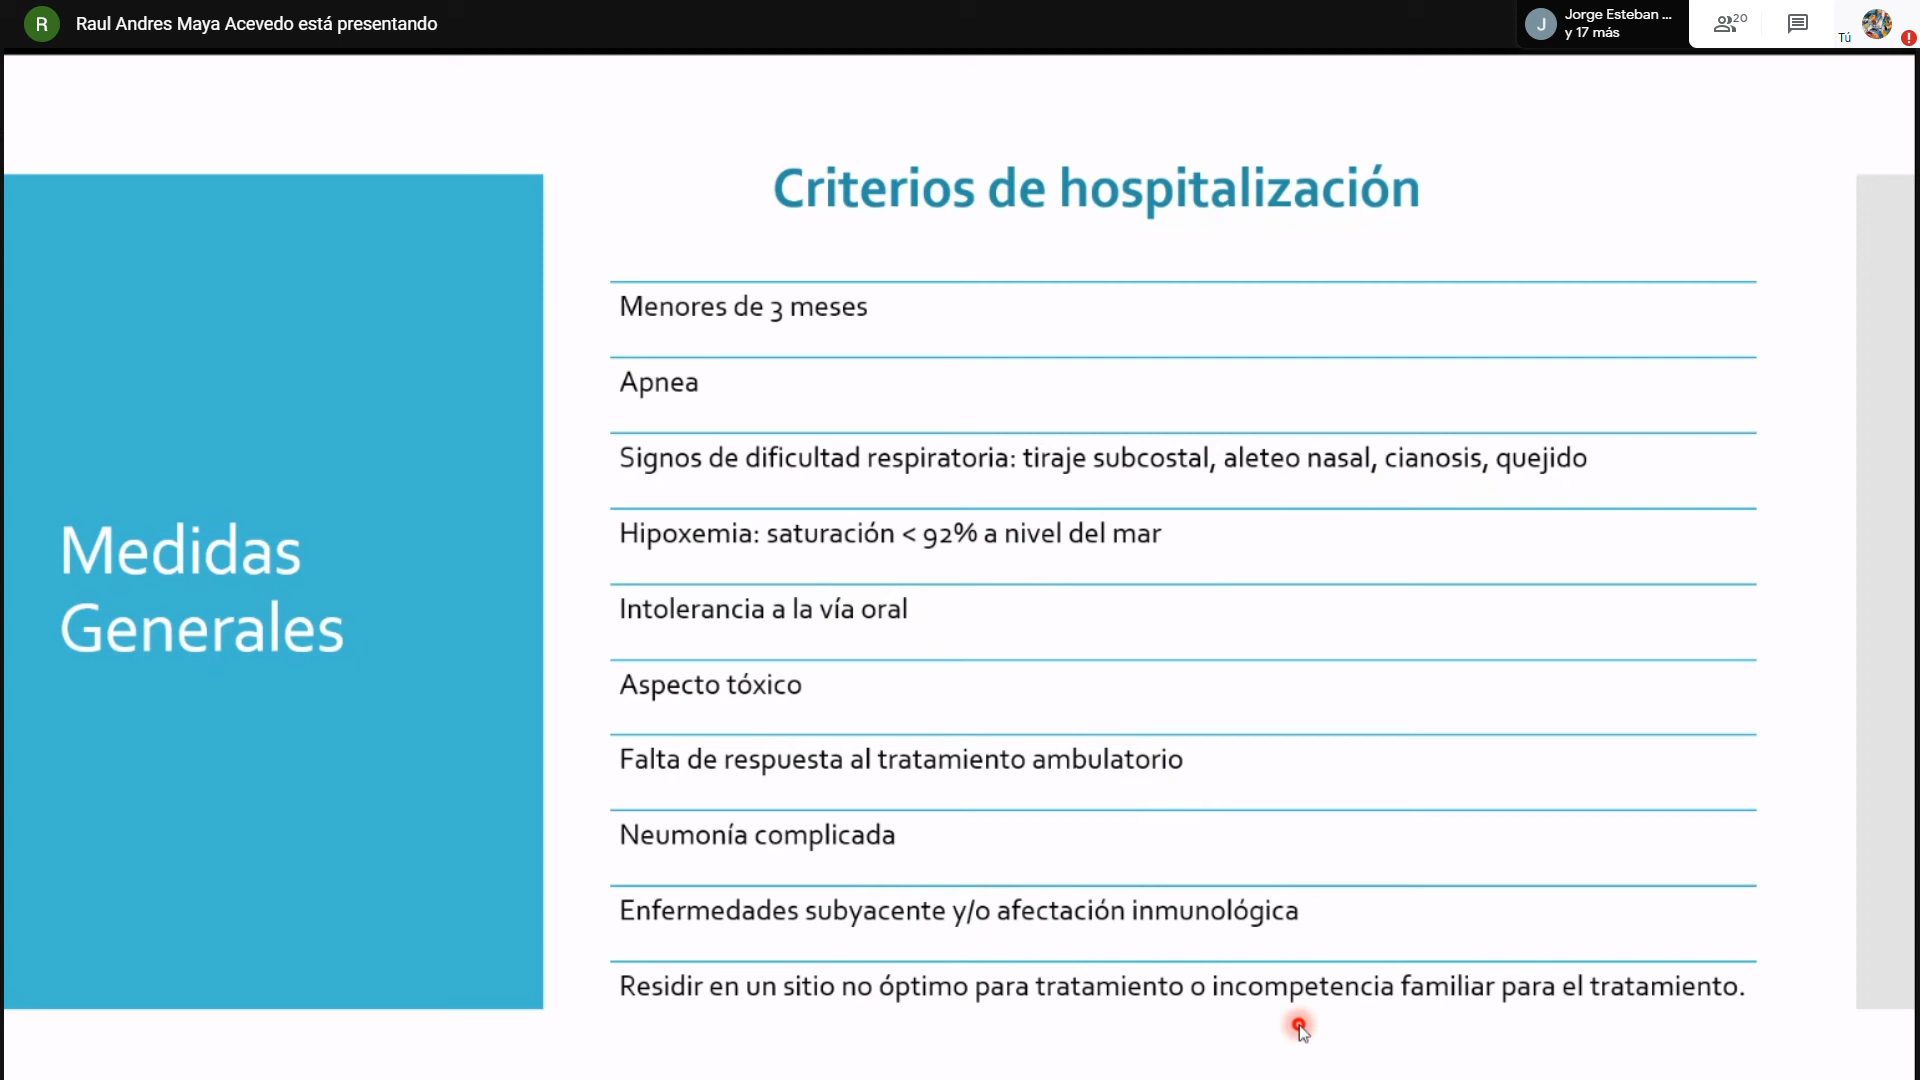 R
Raul Andres Maya Acevedo está presentando
J
Jorge Esteban ...
y 17 más
20
Tú
Medidas
Generales
Criterios de hospitalización
Menores de 3 meses
Apnea
Signos de dificultad respiratoria: tiraje subcostal, aleteo nasal, cianosis, quejido
Hipoxemia: saturación < 92% a nivel del mar
Intolerancia a la vía oral
Aspecto tóxico
Falta de respuesta al tratamiento ambulatorio
Neumonía complicada
Enfermedades subyacente y/o afectación inmunológica
Residir en un sitio no óptimo para tratamiento o incompetencia familiar para el tratamiento.